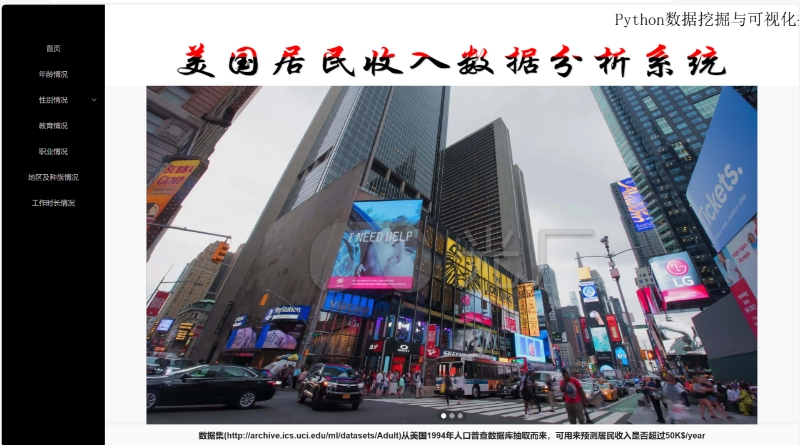 Python数据挖掘与可视化
美国居民收入数据分析系统
首页
年龄情况
性别情况
教育情况
职业情况
地区及种族情况
工作时长情况
BUBBA
GUMP
I NEED HELP
PlayStation
ALADDIN
tickets.
LG
数据集(http://archive.ics.uci.edu/ml/datasets/Adult)从美国1994年人口普查数据库抽取而来，可用来预测居民收入是否超过50K$/year